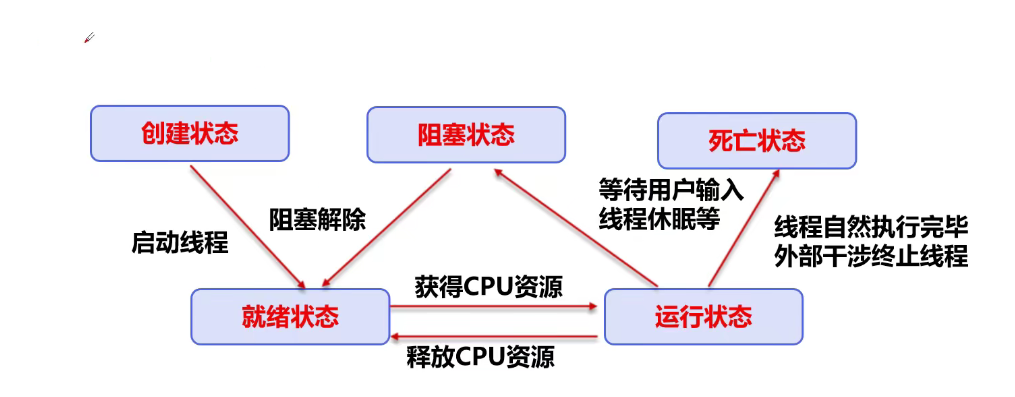 创建状态
阻塞状态
死亡状态
等待用户输入
线程休眠等
启动线程
阻塞解除
线程自然执行完毕
外部干涉终止线程
获得CPU资源
就绪状态
运行状态
释放CPU资源